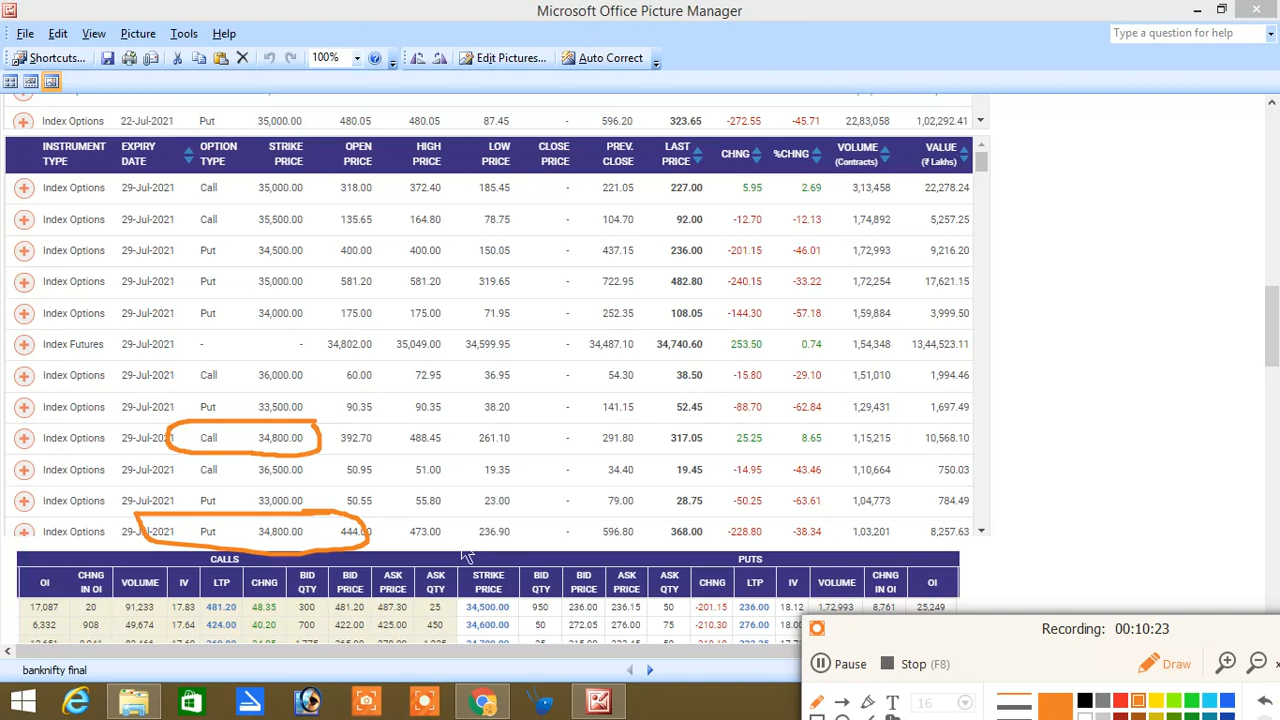 Microsoft Office Picture Manager
File Edit View Picture Tools Help
Type a question for help
Shortcuts... 100% Edit Pictures... Auto Correct
Index Options 22-Jul-2021 Put 35,000.00 480.05 480.05 87.45 - 596.20 323.65 -272.55 -45.71 22,83,058 1,02,292.41
INSTRUMENT TYPE EXPIRY DATE OPTION TYPE STRIKE PRICE OPEN PRICE HIGH PRICE LOW PRICE CLOSE PRICE PREV. CLOSE LAST PRICE CHNG %CHNG VOLUME (Contracts) VALUE (₹ Lakhs)
Index Options 29-Jul-2021 Call 35,000.00 318.00 372.40 185.45 - 221.05 227.00 5.95 2.69 3,13,458 22,278.24
Index Options 29-Jul-2021 Call 35,500.00 135.65 164.80 78.75 - 104.70 92.00 -12.70 -12.13 1,74,892 5,257.25
Index Options 29-Jul-2021 Put 34,500.00 400.00 400.00 150.05 - 437.15 236.00 -201.15 -46.01 1,72,993 9,216.20
Index Options 29-Jul-2021 Put 35,000.00 581.20 581.20 319.65 - 722.95 482.80 -240.15 -33.22 1,72,254 17,621.15
Index Options 29-Jul-2021 Put 34,000.00 175.00 175.00 71.95 - 252.35 108.05 -144.30 -57.18 1,59,884 3,999.50
Index Futures 29-Jul-2021 - - 34,802.00 35,049.00 34,599.95 - 34,487.10 34,740.60 253.50 0.74 1,54,348 13,44,523.11
Index Options 29-Jul-2021 Call 36,000.00 60.00 72.95 36.95 - 54.30 38.50 -15.80 -29.10 1,51,010 1,994.46
Index Options 29-Jul-2021 Put 33,500.00 90.35 90.35 38.20 - 141.15 52.45 -88.70 -62.84 1,29,431 1,697.49
Index Options 29-Jul-2021 Call 34,800.00 392.70 488.45 261.10 - 291.80 317.05 25.25 8.65 1,15,215 10,568.10
Index Options 29-Jul-2021 Call 36,500.00 50.95 51.00 19.35 - 34.40 19.45 -14.95 -43.46 1,10,664 750.03
Index Options 29-Jul-2021 Put 33,000.00 50.55 55.80 23.00 - 79.00 28.75 -50.25 -63.61 1,04,773 784.49
Index Options 29-Jul-2021 Put 34,800.00 444.00 473.00 236.90 - 596.80 368.00 -228.80 -38.34 1,03,201 8,257.63
CALLS PUTS
OI CHNG IN OI VOLUME IV LTP CHNG BID QTY BID PRICE ASK PRICE ASK QTY STRIKE PRICE BID QTY BID PRICE ASK PRICE ASK QTY CHNG LTP IV VOLUME CHNG IN OI OI
17,087 20 91,233 17.83 481.20 48.35 300 481.20 487.30 25 34,500.00 950 236.00 236.15 50 -201.15 236.00 18.12 1,72,993 8,761 25,249
6,332 908 49,674 17.64 424.00 40.20 700 422.00 425.00 450 34,600.00 50 272.05 276.00 75 -210.30 276.00
Recording: 00:10:23
banknifty final
Pause Stop (F8) Draw
T 16